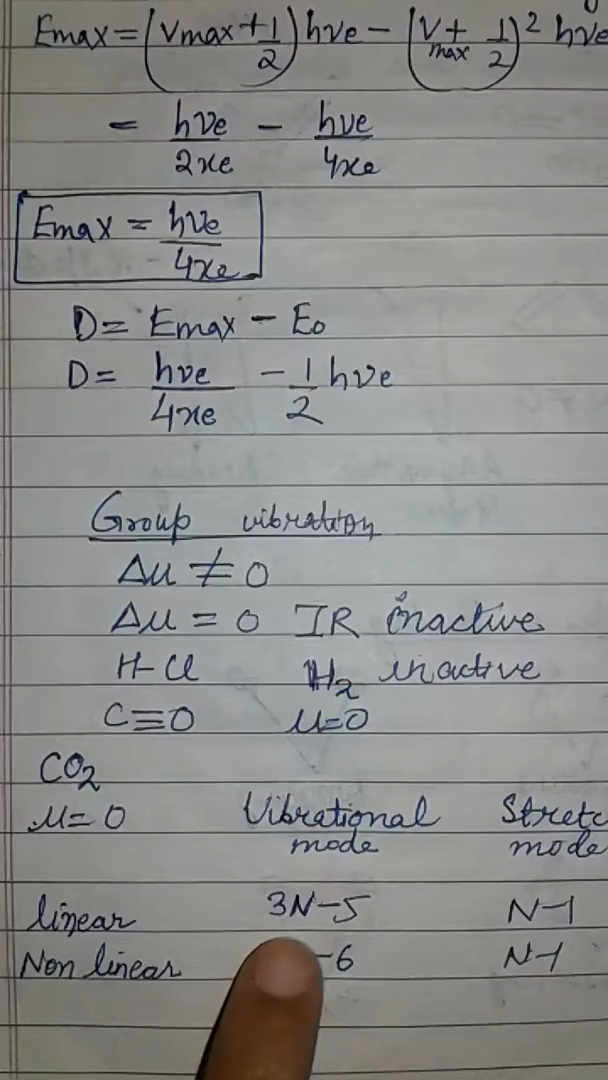 Emax = (Vmax + 1/2) hνe − (Vmax + 1/2)² hνe
= hνe/2xe − hνe/4xe
Emax = hνe/4xe
D = Emax − E0
D = hνe/4xe − 1/2 hνe
Group vibration
Δμ ≠ 0
Δμ = 0 IR inactive
H-Cl H2 inactive
C≡O μ=0
CO2
μ = 0 Vibrational mode Stretc mode
linear 3N−5 N−1
Non linear −6 N−1